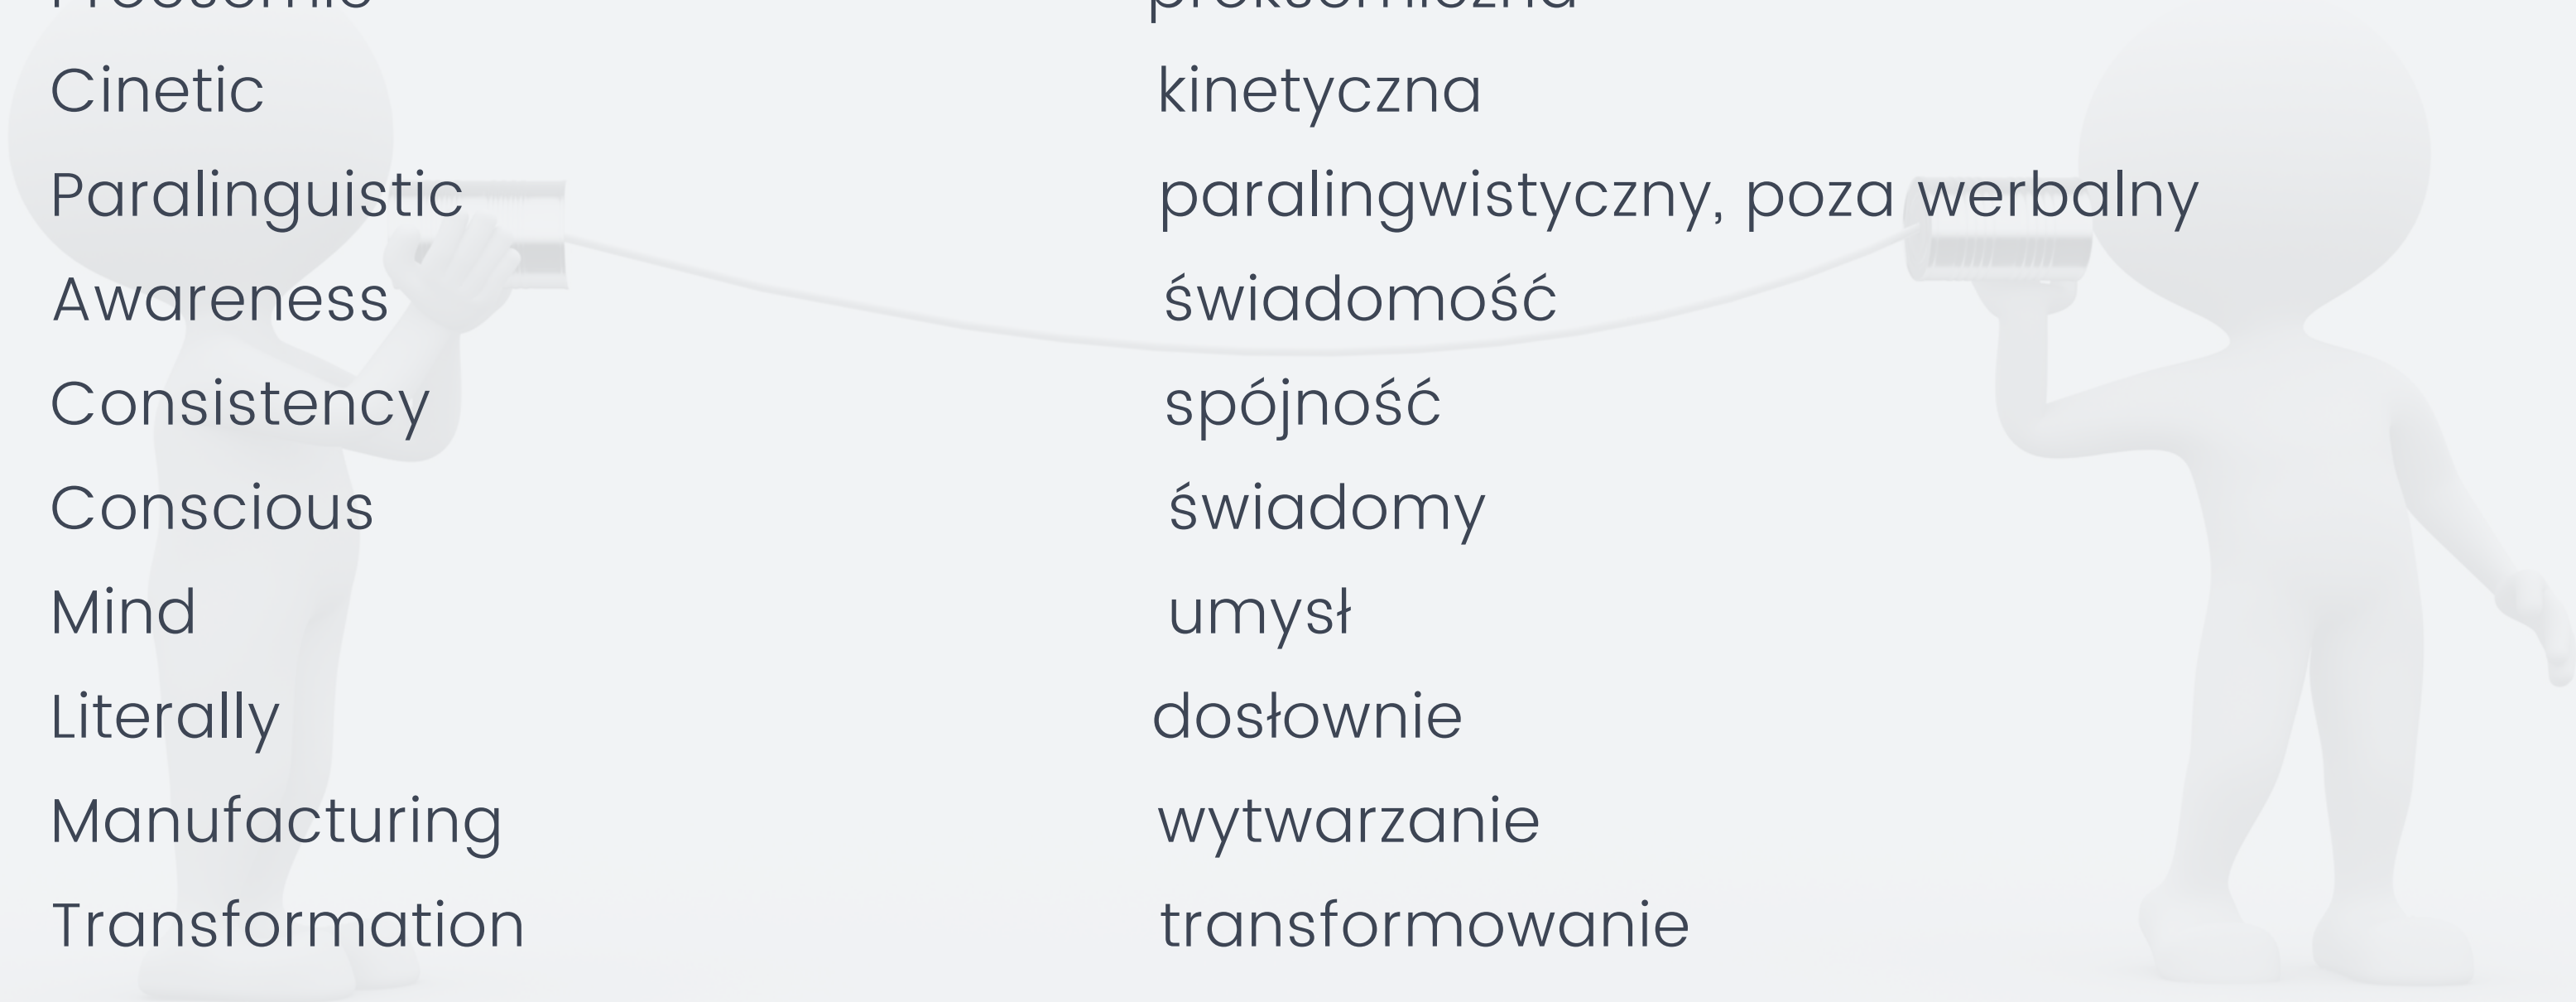 Cinetic kinetyczna
Paralinguistic paralingwistyczny, poza werbalny
Awareness świadomość
Consistency spójność
Conscious świadomy
Mind umysł
Literally dosłownie
Manufacturing wytwarzanie
Transformation transformowanie